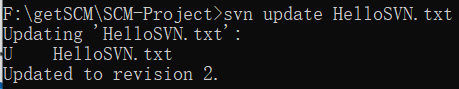 F:\getSCM\SCM-Project>svn update HelloSVN.txt
Updating 'HelloSVN.txt':
U    HelloSVN.txt
Updated to revision 2.